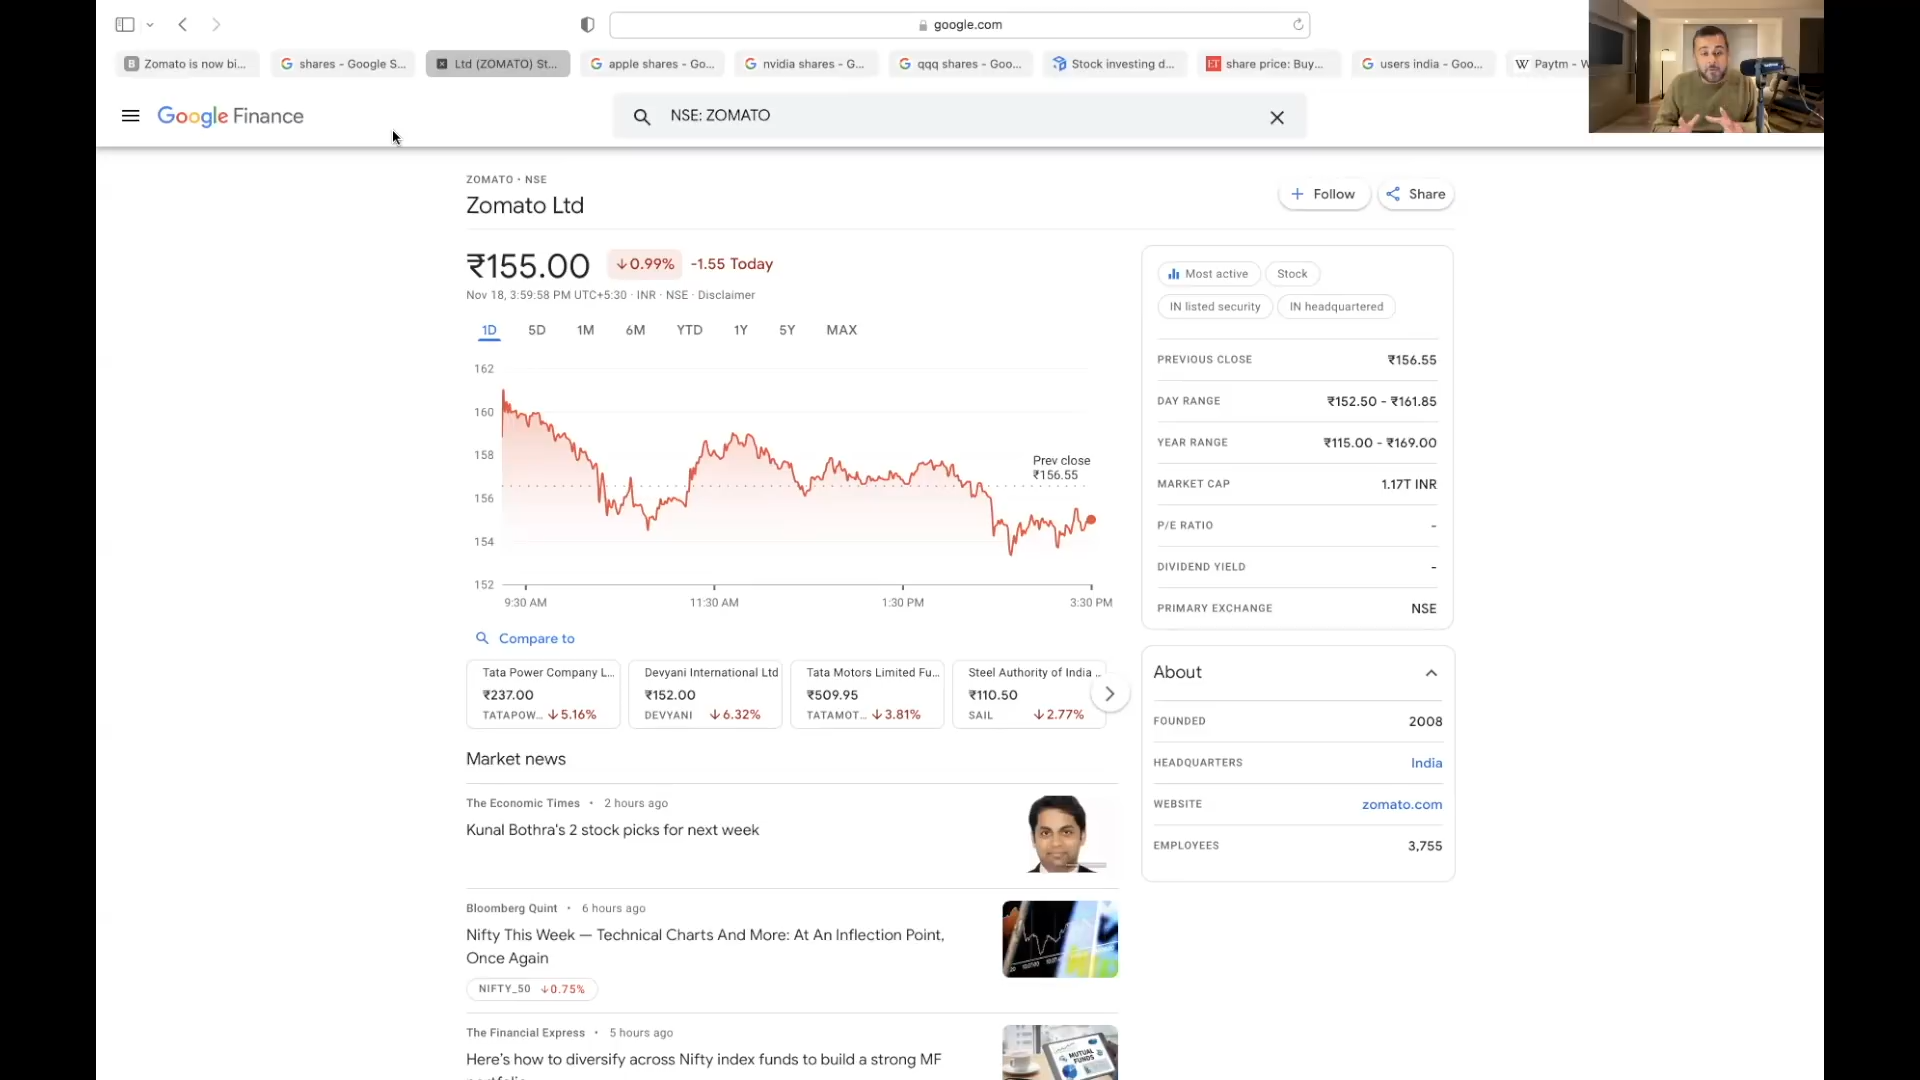 google.com
Zomato is now bi...
shares - Google S...
Ltd (ZOMATO) St...
apple shares - Go...
nvidia shares - G...
qqq shares - Goo...
Stock investing d...
ET share price: Buy...
users india - Goo...
W Paytm - W
Google Finance
NSE: ZOMATO
ZOMATO • NSE
Zomato Ltd
+ Follow
Share
₹155.00 ↓0.99% -1.55 Today
Nov 18, 3:59:58 PM UTC+5:30 · INR · NSE · Disclaimer
1D 5D 1M 6M YTD 1Y 5Y MAX
162
160
158
156
154
152
Prev close
₹156.55
9:30 AM 11:30 AM 1:30 PM 3:30 PM
Compare to
Tata Power Company L...
₹237.00
TATAPOW... ↓5.16%
Devyani International Ltd
₹152.00
DEVYANI ↓6.32%
Tata Motors Limited Fu...
₹509.95
TATAMOT... ↓3.81%
Steel Authority of India ...
₹110.50
SAIL ↓2.77%
Market news
The Economic Times • 2 hours ago
Kunal Bothra's 2 stock picks for next week
Bloomberg Quint • 6 hours ago
Nifty This Week — Technical Charts And More: At An Inflection Point,
Once Again
NIFTY_50 ↓0.75%
The Financial Express • 5 hours ago
Here's how to diversify across Nifty index funds to build a strong MF
MUTUAL
FUNDS
Most active
Stock
IN listed security
IN headquartered
PREVIOUS CLOSE ₹156.55
DAY RANGE ₹152.50 - ₹161.85
YEAR RANGE ₹115.00 - ₹169.00
MARKET CAP 1.17T INR
P/E RATIO -
DIVIDEND YIELD -
PRIMARY EXCHANGE NSE
About
FOUNDED 2008
HEADQUARTERS India
WEBSITE zomato.com
EMPLOYEES 3,755